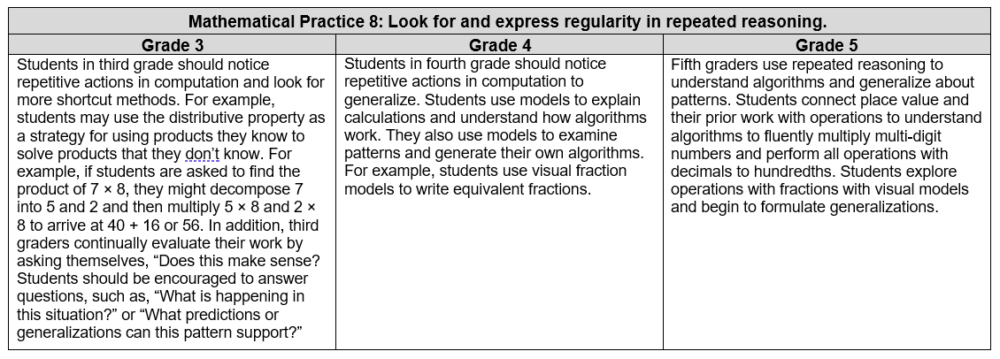 Mathematical Practice 8: Look for and express regularity in repeated reasoning.
Grade 3
Students in third grade should notice
repetitive actions in computation and look for
more shortcut methods. For example,
students may use the distributive property as
a strategy for using products they know to
solve products that they don’t know. For
example, if students are asked to find the
product of 7 × 8, they might decompose 7
into 5 and 2 and then multiply 5 × 8 and 2 ×
8 to arrive at 40 + 16 or 56. In addition, third
graders continually evaluate their work by
asking themselves, “Does this make sense?
Students should be encouraged to answer
questions, such as, “What is happening in
this situation?” or “What predictions or
generalizations can this pattern support?”
Grade 4
Students in fourth grade should notice
repetitive actions in computation to
generalize. Students use models to explain
calculations and understand how algorithms
work. They also use models to examine
patterns and generate their own algorithms.
For example, students use visual fraction
models to write equivalent fractions.
Grade 5
Fifth graders use repeated reasoning to
understand algorithms and generalize about
patterns. Students connect place value and
their prior work with operations to understand
algorithms to fluently multiply multi-digit
numbers and perform all operations with
decimals to hundredths. Students explore
operations with fractions with visual models
and begin to formulate generalizations.